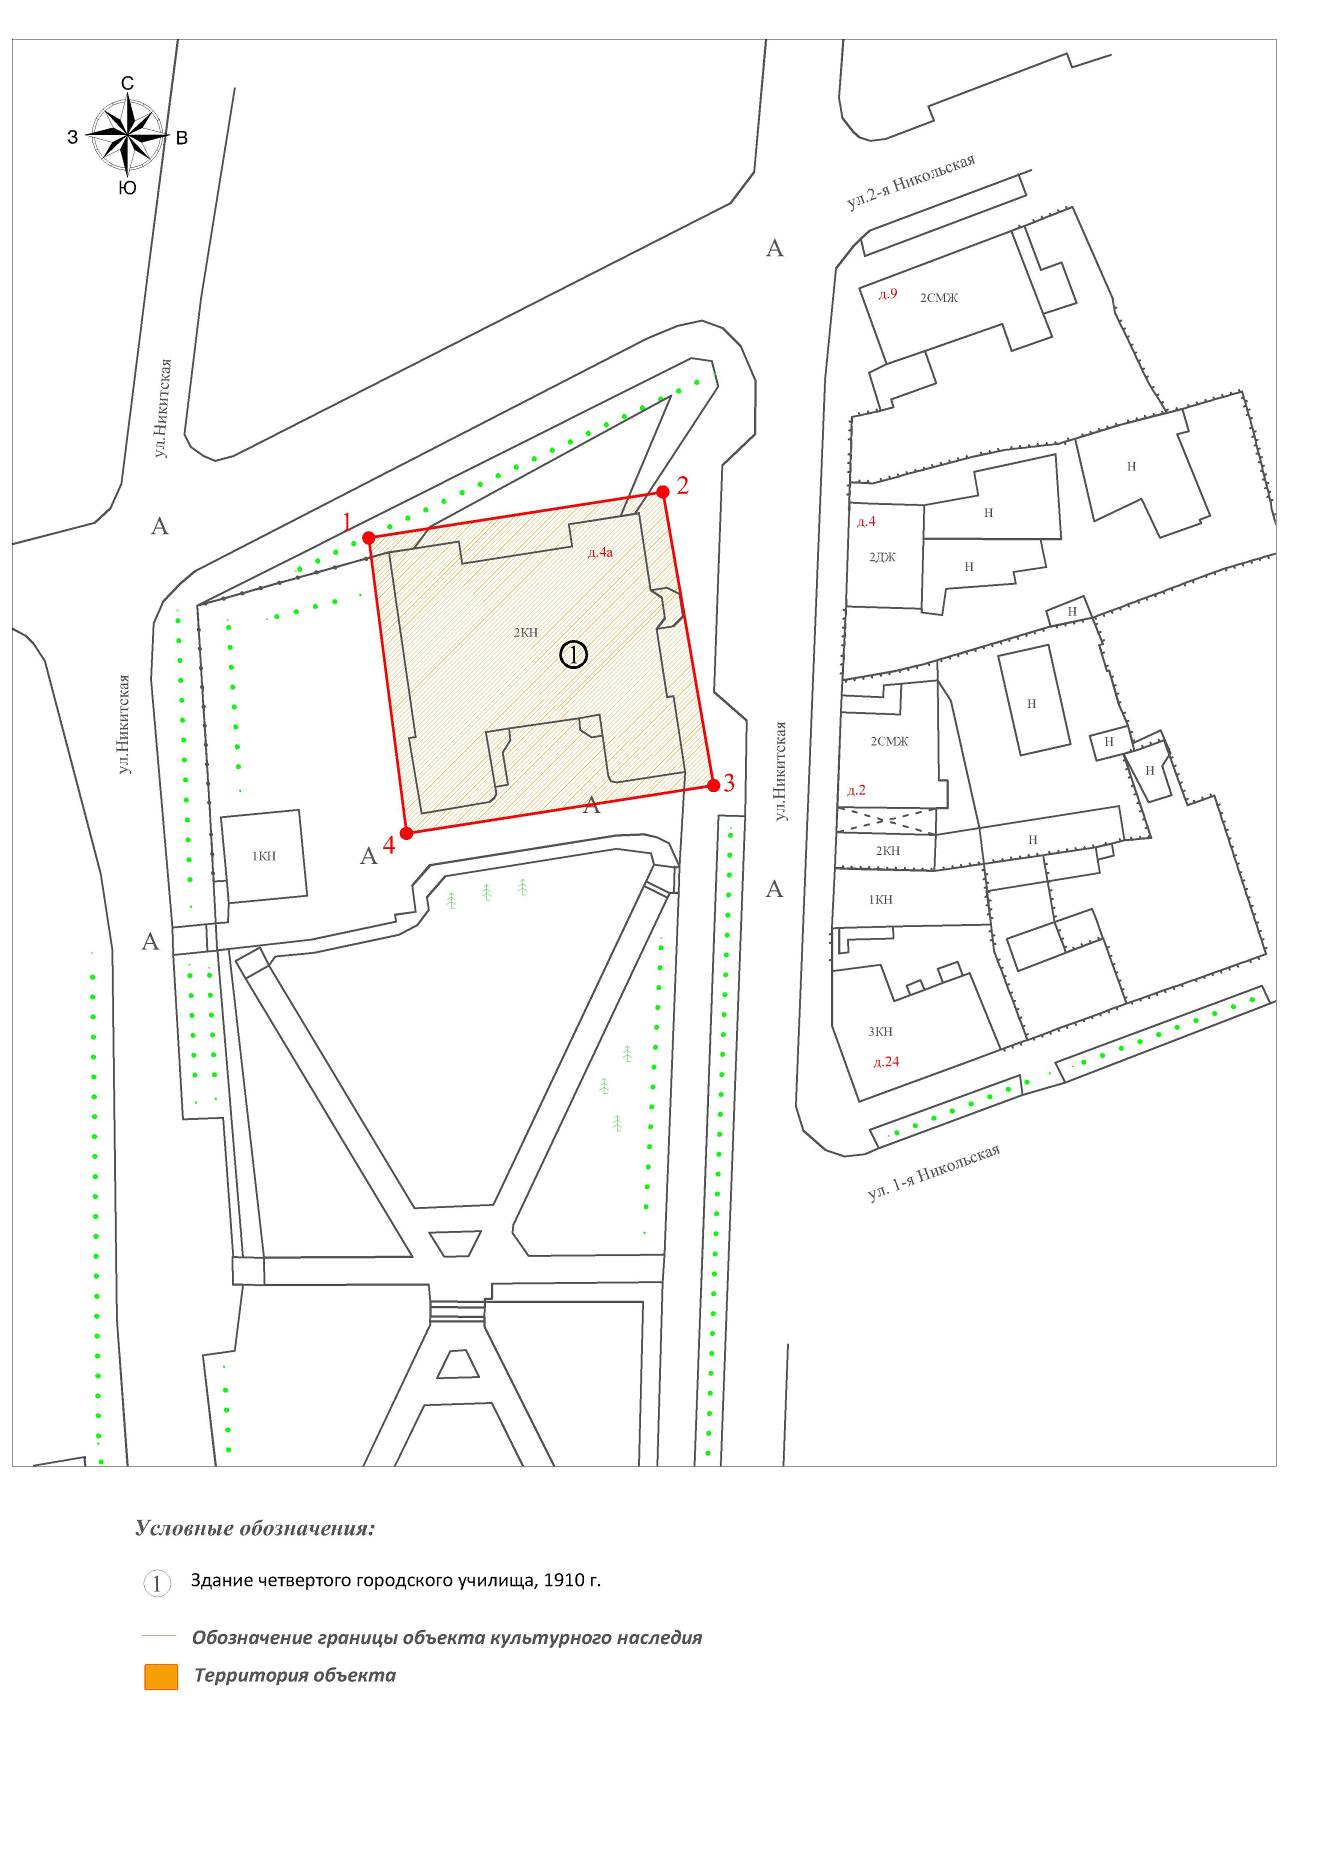 С
З
В
Ю
ул.2-я Никольская
А
д.9
2СМЖ
ул.Никитская
Н
2
1
А
д.4
Н
д.4а
2ДЖ
Н
Н
2КН
1
ул.Никитская
Н
2СМЖ
Н
ул.Никитская
Н
3
д.2
А
4
Н
А
1КН
2КН
А
1КН
А
3КН
д.24
ул. 1-я Никольская
Условные обозначения:
1 Здание четвертого городского училища, 1910 г.
Обозначение границы объекта культурного наследия
Территория объекта